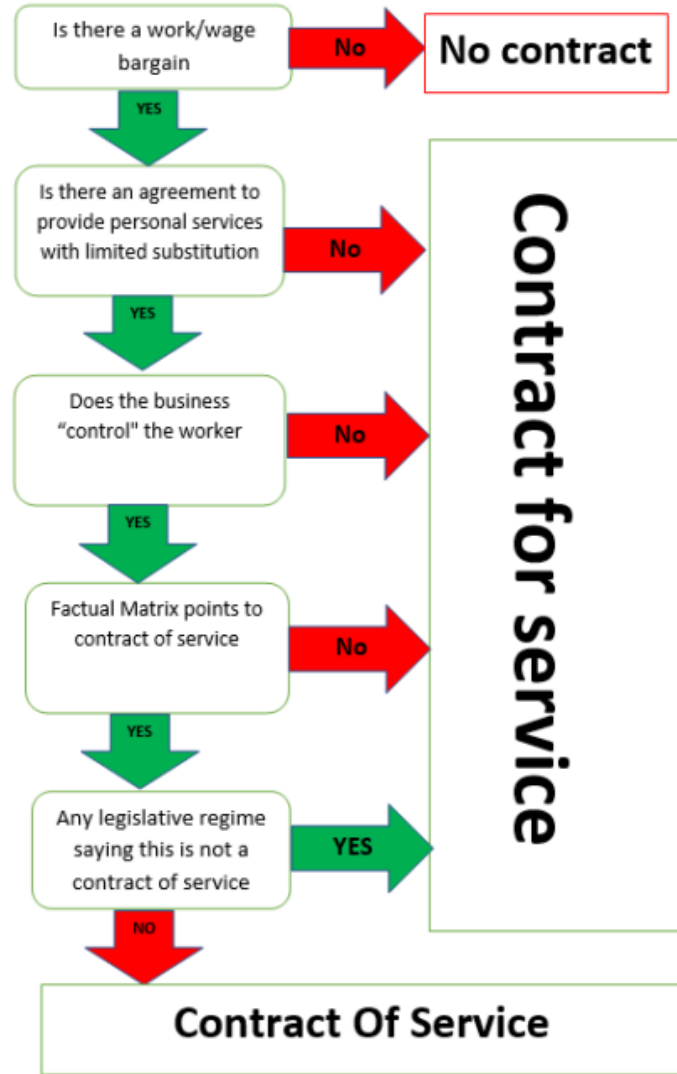 Is there a work/wage
bargain
No
No contract
YES
Is there an agreement to
provide personal services
with limited substitution
No
YES
Does the business
“control" the worker
No
YES
Factual Matrix points to
contract of service
No
YES
Any legislative regime
saying this is not a
contract of service
YES
NO
Contract for service
Contract Of Service